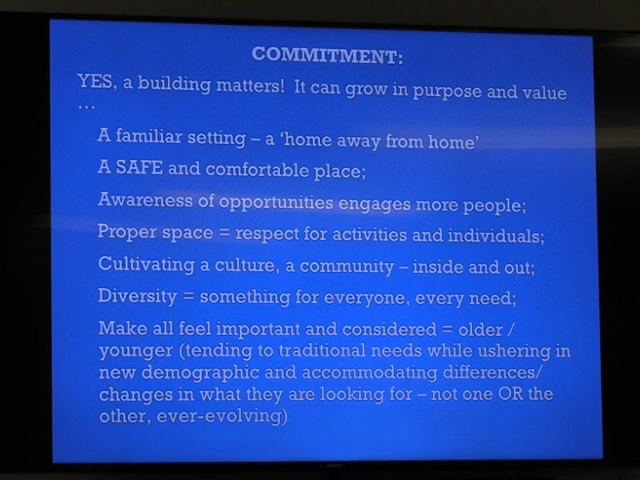 COMMITMENT:
YES, a building matters!  It can grow in purpose and value
…
A familiar setting – a ‘home away from home’
A SAFE and comfortable place;
Awareness of opportunities engages more people;
Proper space = respect for activities and individuals;
Cultivating a culture, a community – inside and out;
Diversity = something for everyone, every need;
Make all feel important and considered = older /
younger (tending to traditional needs while ushering in
new demographic and accommodating differences/
changes in what they are looking for – not one OR the
other, ever-evolving)